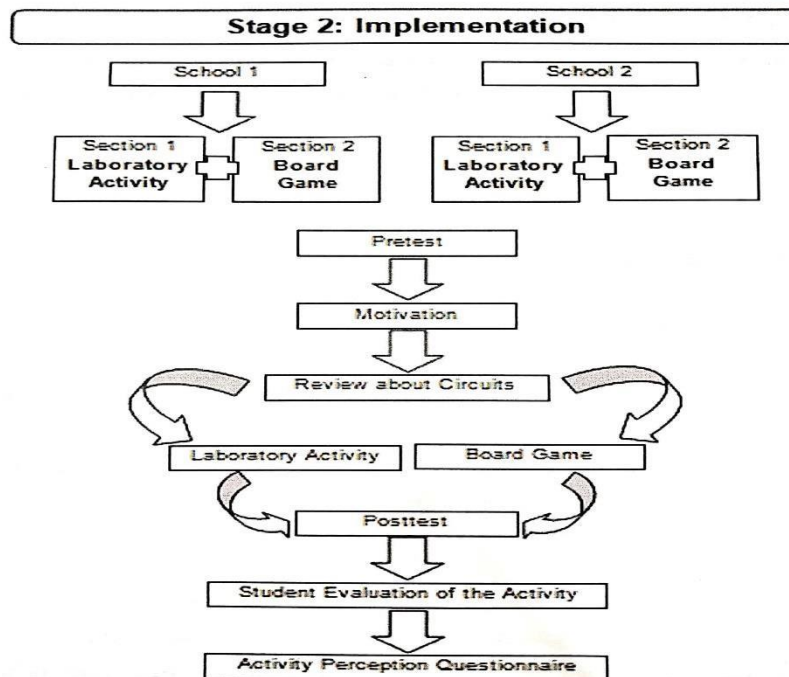 Stage 2: Implementation
School 1
School 2
Section 1
Laboratory
Activity
Section 2
Board
Game
Section 1
Laboratory
Activity
Section 2
Board
Game
Pretest
Motivation
Review about Circuits
Laboratory Activity
Board Game
Posttest
Student Evaluation of the Activity
Activity Perception Questionnaire